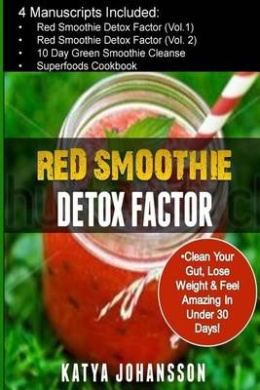 4 Manuscripts Included:
• Red Smoothie Detox Factor (Vol.1)
• Red Smoothie Detox Factor (Vol. 2)
• 10 Day Green Smoothie Cleanse
• Superfoods Cookbook
RED SMOOTHIE
DETOX FACTOR
•Clean Your
Gut, Lose
Weight & Feel
Amazing In
Under 30
Days!
KATYA JOHANSSON